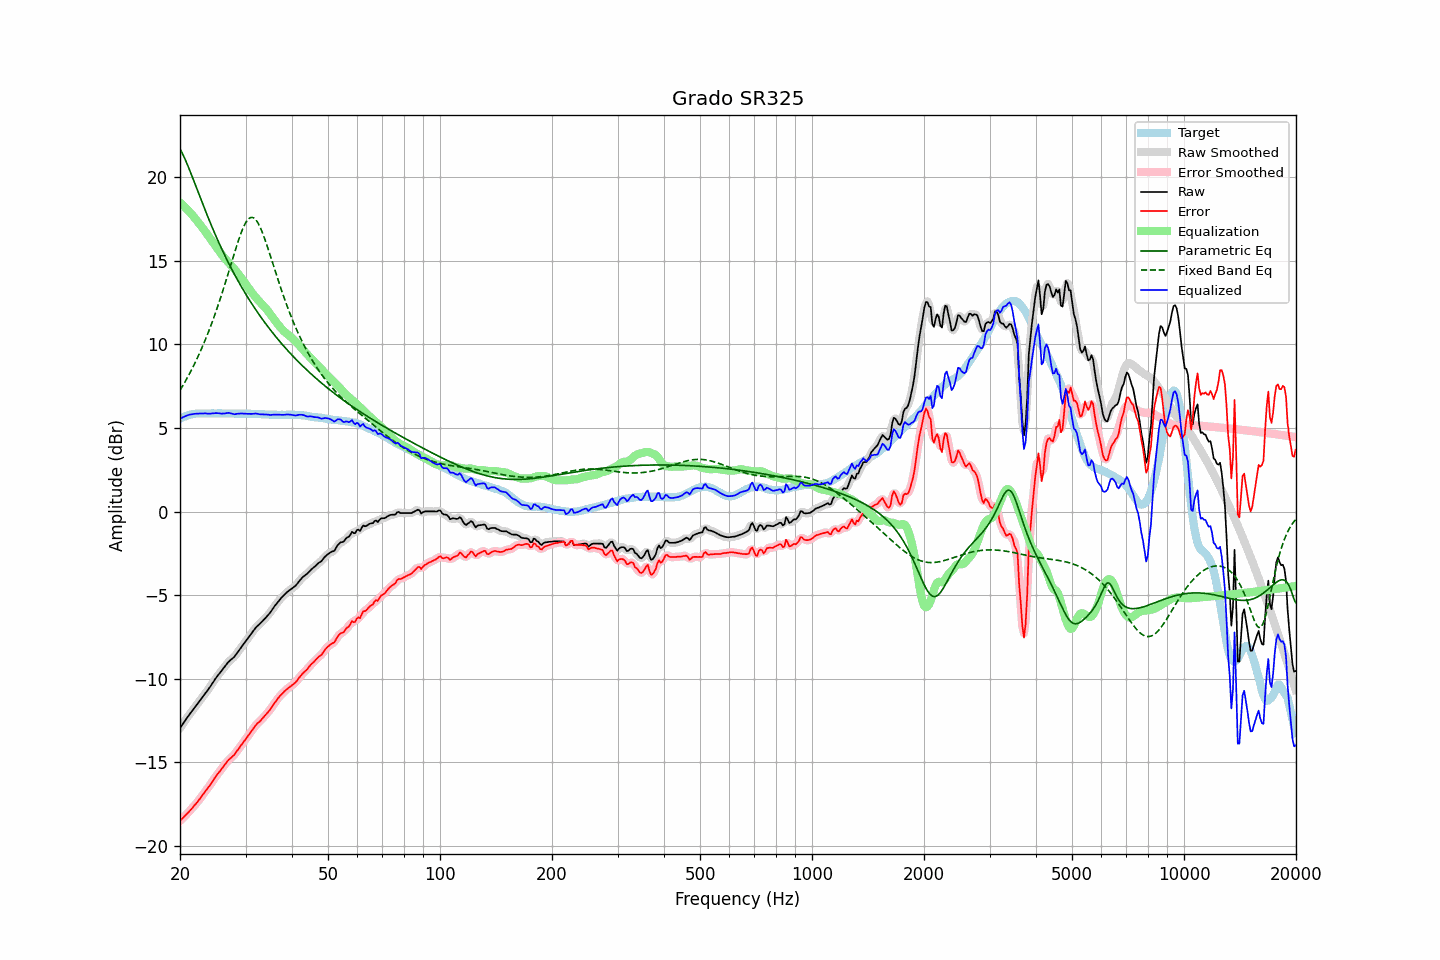 Grado SR325
Amplitude (dBr)
20
15
10
5
0
−5
−10
−15
−20
Target
Raw Smoothed
Error Smoothed
Raw
Error
Equalization
Parametric Eq
Fixed Band Eq
Equalized
20 50 100 200 500 1000 2000 5000 10000 20000
Frequency (Hz)